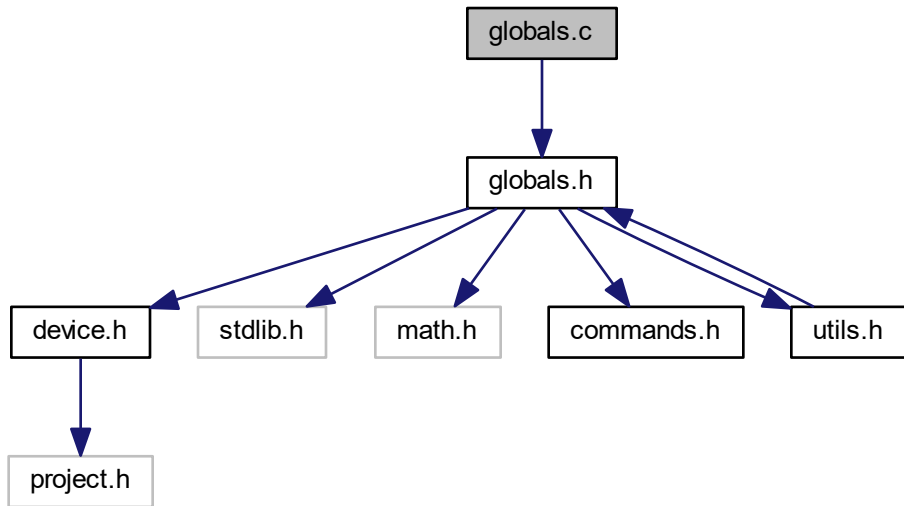 globals.c
globals.h
device.h
stdlib.h
math.h
commands.h
utils.h
project.h